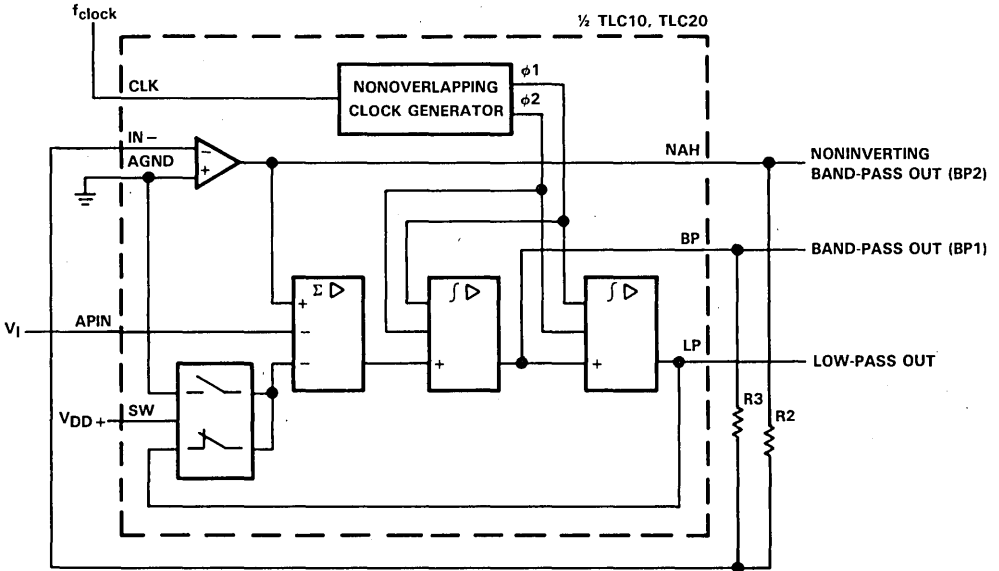 fclock
½ TLC10, TLC20
CLK
NONOVERLAPPING
CLOCK GENERATOR
ϕ1
ϕ2
IN −
AGND
−
+
NAH
NONINVERTING
BAND-PASS OUT (BP2)
BP
BAND-PASS OUT (BP1)
Σ ▷
+
−
−
∫ ▷
+
∫ ▷
+
VI
APIN
LP
LOW-PASS OUT
VDD +
SW
R3
R2